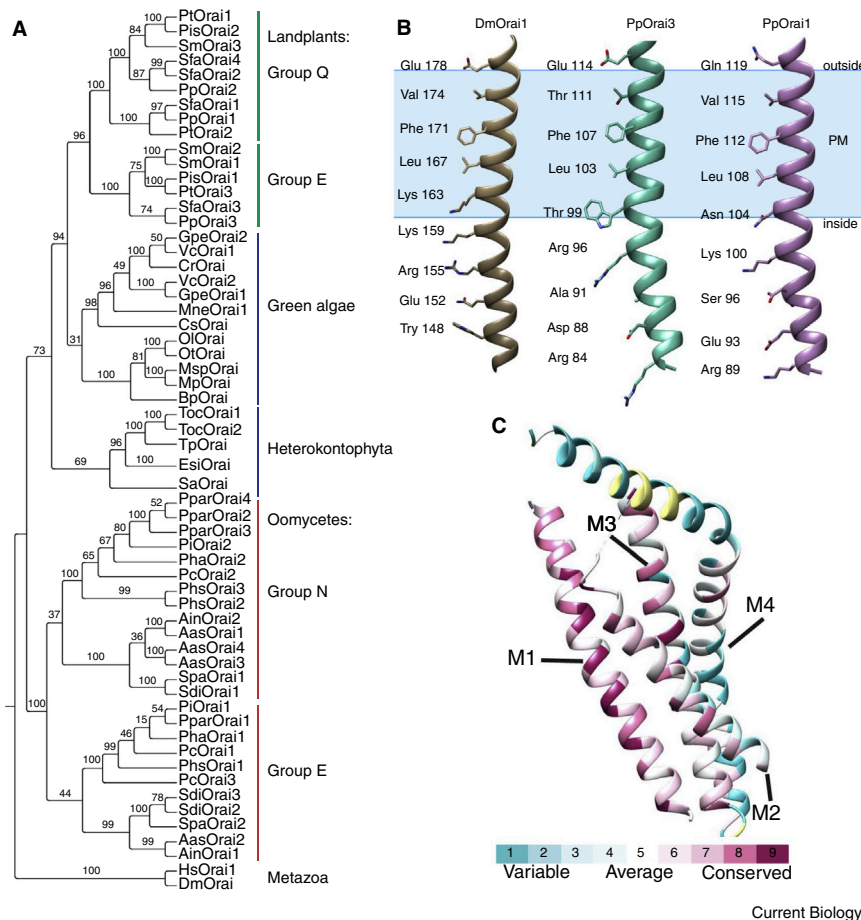 A
PtOrai1
PisOrai2
SmOrai3
SfaOrai4
SfaOrai2
PpOrai2
SfaOrai1
PpOrai1
PtOrai2
SmOrai2
SmOrai1
PisOrai1
PtOrai3
SfaOrai3
PpOrai3
GpeOrai2
VcOrai1
CrOrai
VcOrai2
GpeOrai1
MneOrai1
CsOrai
OlOrai
OtOrai
MspOrai
MpOrai
BpOrai
TocOrai1
TocOrai2
TpOrai
EsiOrai
SaOrai
PparOrai4
PparOrai2
PparOrai3
PiOrai2
PhaOrai2
PcOrai2
PhsOrai3
PhsOrai2
AinOrai2
AasOrai1
AasOrai4
AasOrai3
SpaOrai1
SdiOrai1
PiOrai1
PparOrai1
PhaOrai1
PcOrai1
PhsOrai1
PcOrai3
SdiOrai3
SdiOrai2
SpaOrai2
AasOrai2
AinOrai1
HsOrai1
DmOrai
100
84
100
99
87
100
97
100
96
100
75
100
100
74
94
50
49
100
96
98
31
100
81
100
100
73
100
100
96
100
69
52
100
80
67
65
100
99
37
100
36
100
100
100
100
54
15
46
99
100
44
78
100
99
99
100
Landplants:
Group Q
Group E
Green algae
Heterokontophyta
Oomycetes:
Group N
Group E
Metazoa
B
DmOrai1
PpOrai3
PpOrai1
Glu 178
Val 174
Phe 171
Leu 167
Lys 163
Lys 159
Arg 155
Glu 152
Try 148
Glu 114
Thr 111
Phe 107
Leu 103
Thr 99
Arg 96
Ala 91
Asp 88
Arg 84
Gln 119
Val 115
Phe 112
Leu 108
Asn 104
Lys 100
Ser 96
Glu 93
Arg 89
outside
PM
inside
C
M3
M4
M1
M2
1 2 3 4 5 6 7 8 9
Variable Average Conserved
Current Biology